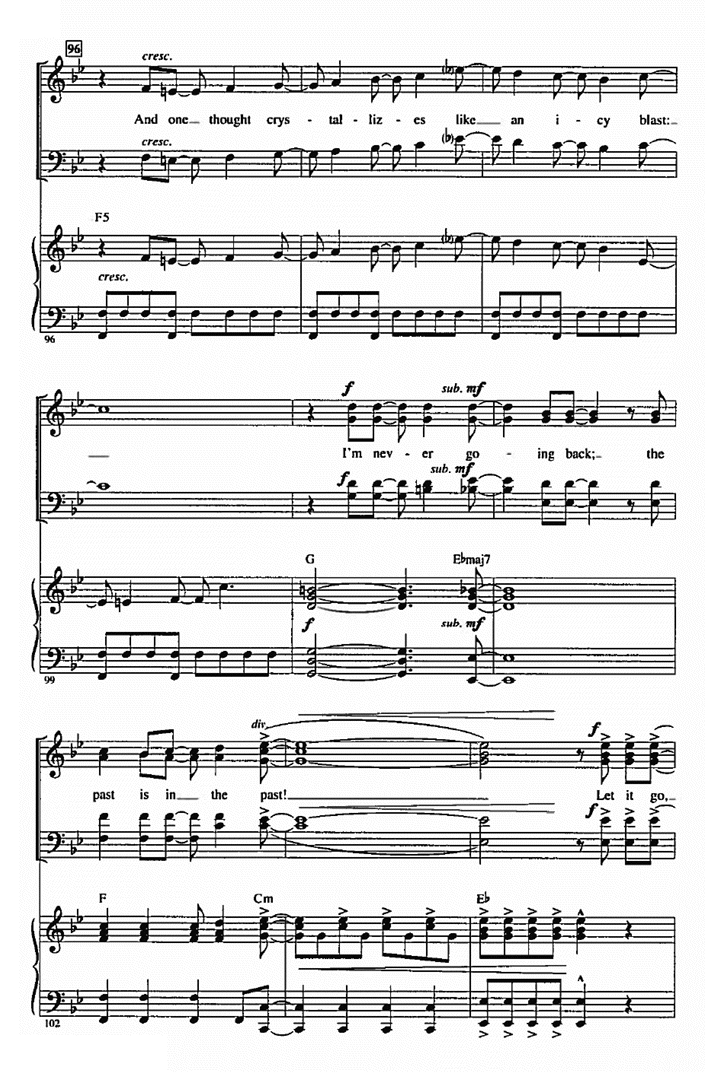 96
cresc.
And one thought crys - tal - liz - es like an i - cy blast:
cresc.
F5
cresc.
96
f sub. mf
I'm nev - er go - ing back; the
f sub. mf
G E♭maj7
f sub. mf
99
div.
f
past is in the past! Let it go,
f
F Cm E♭
102